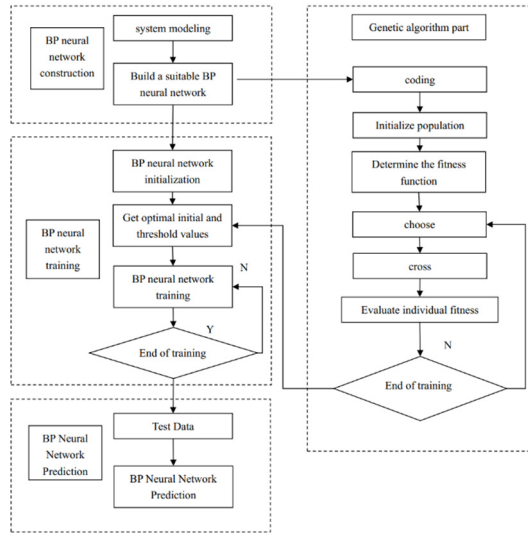 BP neural
network
construction
system modeling
Build a suitable BP
neural network
BP neural
network
training
BP neural network
initialization
Get optimal initial and
threshold values
BP neural network
training
N
Y
End of training
BP Neural
Network
Prediction
Test Data
BP Neural Network
Prediction
Genetic algorithm part
coding
Initialize population
Determine the fitness
function
choose
cross
Evaluate individual fitness
N
End of training